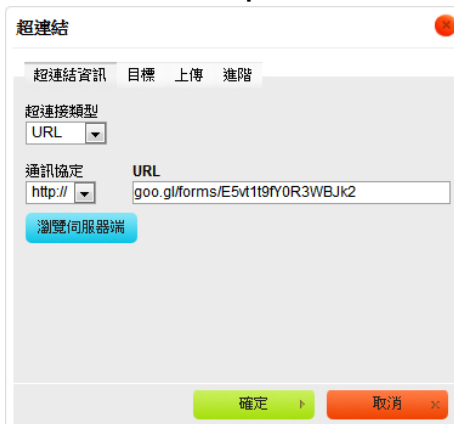 超連結
超連結資訊 目標 上傳 進階
超連接類型
URL
通訊協定 URL
http:// goo.gl/forms/E5vt1t9fY0R3WBJk2
瀏覽伺服器端
確定 取消